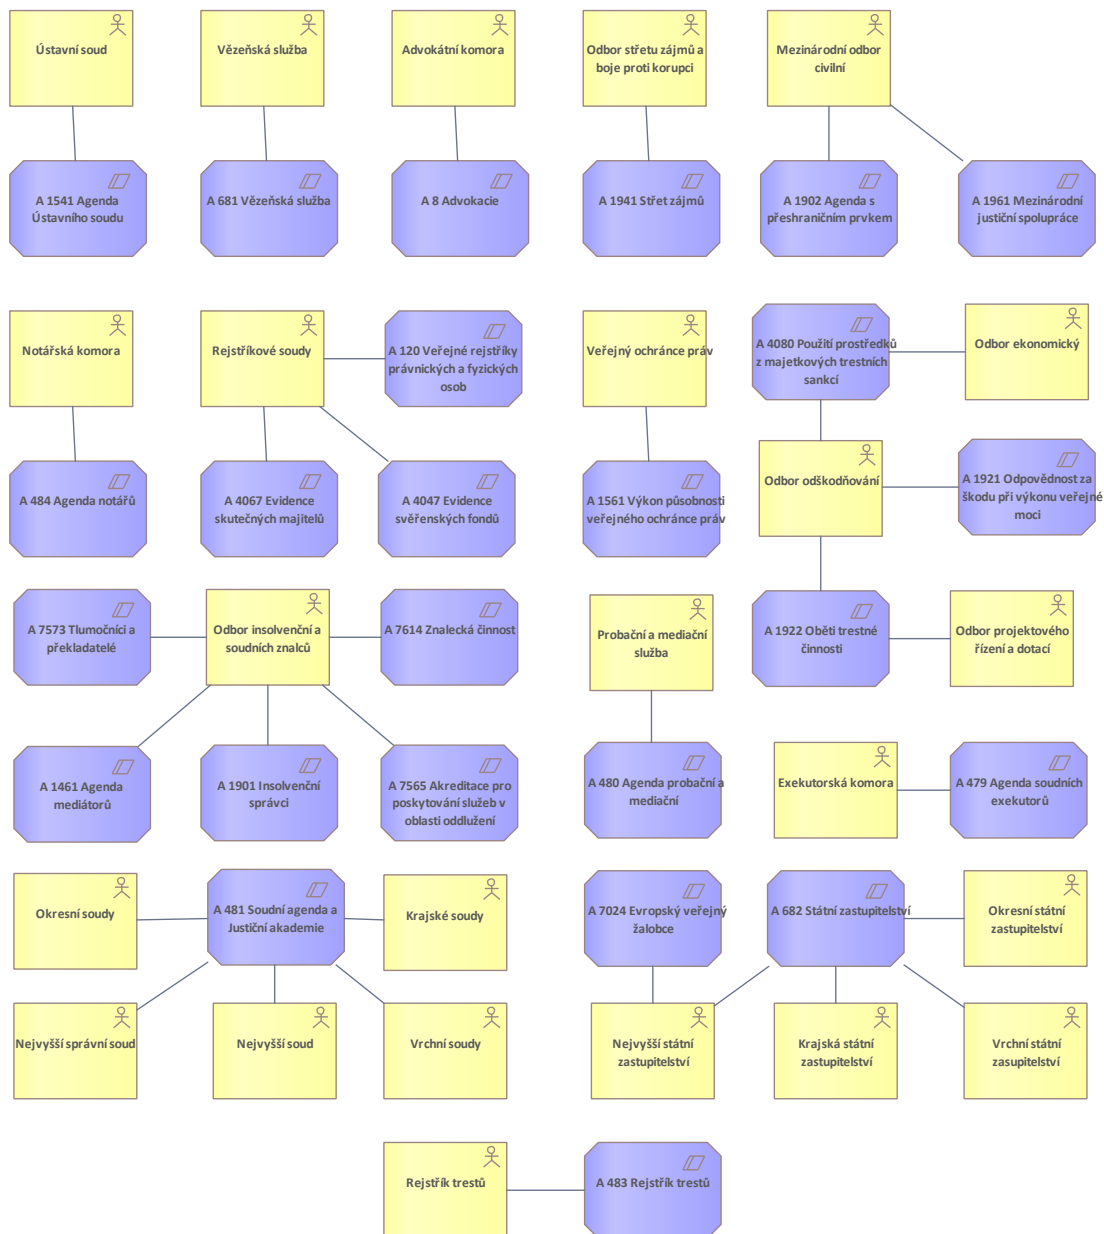 Ústavní soud
Vězeňská služba
Advokátní komora
Odbor střetu zájmů a
boje proti korupci
Mezinárodní odbor
civilní
A 1541 Agenda
Ústavního soudu
A 681 Vězeňská služba
A 8 Advokacie
A 1941 Střet zájmů
A 1902 Agenda s
přeshraničním prvkem
A 1961 Mezinárodní
justiční spolupráce
Notářská komora
Rejstříkové soudy
A 120 Veřejné rejstříky
právnických a fyzických
osob
Veřejný ochránce práv
A 4080 Použití prostředků
z majetkových trestních
sankcí
Odbor ekonomický
A 484 Agenda notářů
A 4067 Evidence
skutečných majitelů
A 4047 Evidence
svěřenských fondů
A 1561 Výkon působnosti
veřejného ochránce práv
Odbor odškodňování
A 1921 Odpovědnost za
škodu při výkonu veřejné
moci
A 7573 Tlumočníci a
překladatelé
Odbor insolvenční a
soudních znalců
A 7614 Znalecká činnost
Probační a mediační
služba
A 1922 Oběti trestné
činnosti
Odbor projektového
řízení a dotací
A 1461 Agenda
mediátorů
A 1901 Insolvenční
správci
A 7565 Akreditace pro
poskytování služeb v
oblasti oddlužení
A 480 Agenda probační a
mediační
Exekutorská komora
A 479 Agenda soudních
exekutorů
Okresní soudy
A 481 Soudní agenda a
Justiční akademie
Krajské soudy
A 7024 Evropský veřejný
žalobce
A 682 Státní zastupitelství
Okresní státní
zastupitelství
Nejvyšší správní soud
Nejvyšší soud
Vrchní soudy
Nejvyšší státní
zastupitelství
Krajská státní
zastupitelství
Vrchní státní
zasupitelství
Rejstřík trestů
A 483 Rejstřík trestů